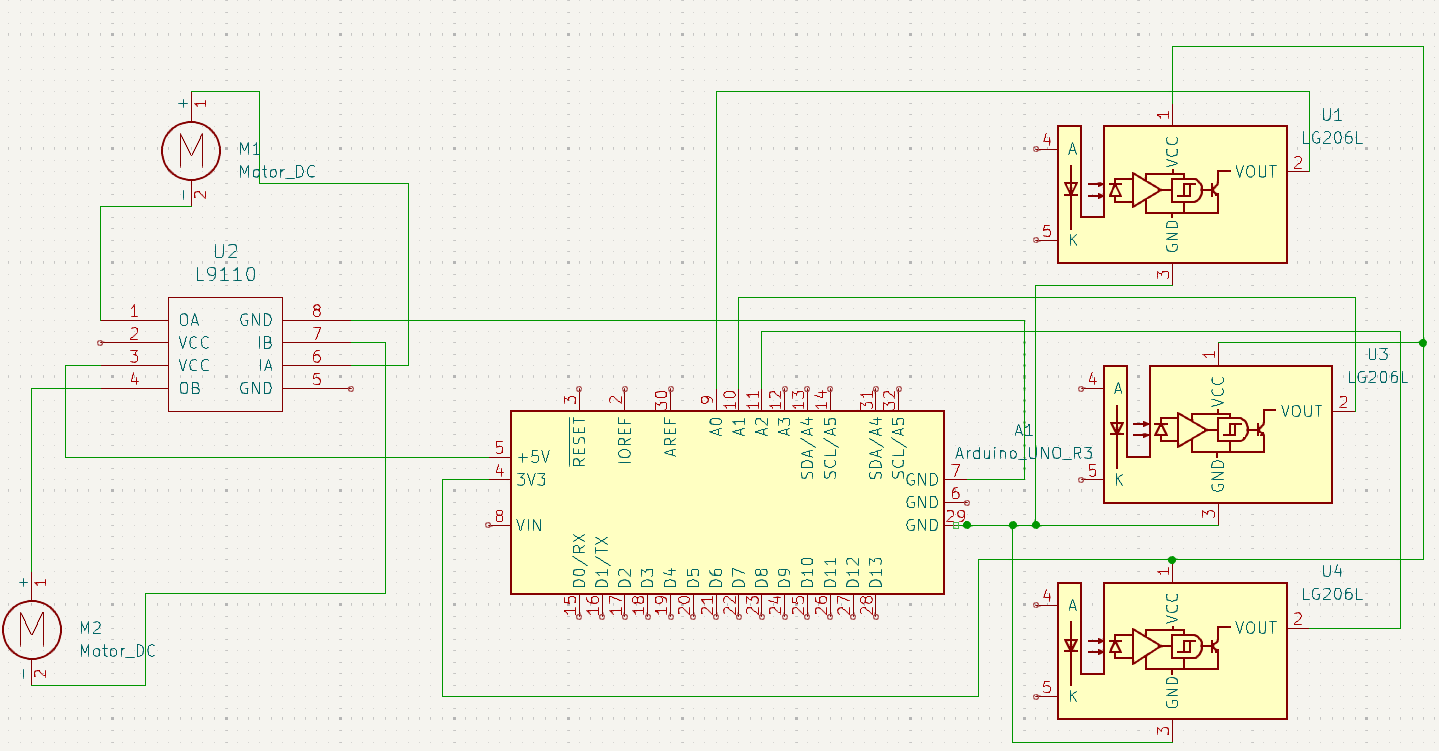 +
1
M1
Motor_DC
-
2
U2
L9110
1
OA
GND
8
2
VCC
IB
7
3
VCC
IA
6
4
OB
GND
5
+
1
M2
Motor_DC
-
2
3
2
30
9
10
11
12
13
14
31
32
RESET
IOREF
AREF
A0
A1
A2
A3
SDA/A4
SCL/A5
SDA/A4
SCL/A5
A1
Arduino_UNO_R3
5
+5V
4
3V3
8
VIN
GND
7
GND
6
GND
29
D0/RX
D1/TX
D2
D3
D4
D5
D6
D7
D8
D9
D10
D11
D12
D13
15
16
17
18
19
20
21
22
23
24
25
26
27
28
U1
LG206L
1
VCC
4
A
VOUT
2
5
K
GND
3
U3
LG206L
1
VCC
4
A
VOUT
2
5
K
GND
3
U4
LG206L
1
VCC
4
A
VOUT
2
5
K
GND
3